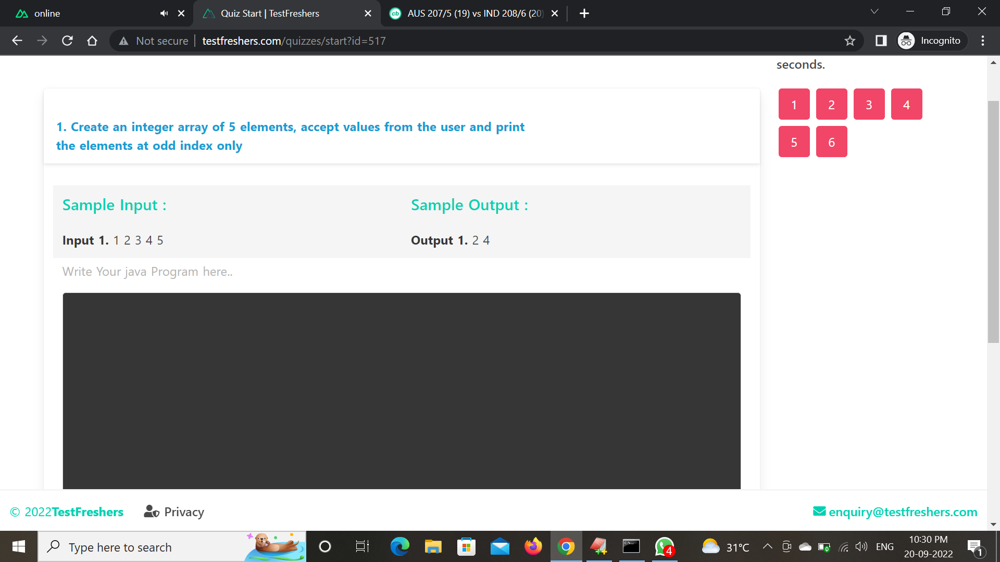 online
Quiz Start | TestFreshers
AUS 207/5 (19) vs IND 208/6 (20)
Not secure
testfreshers.com/quizzes/start?id=517
Incognito
seconds.
1 2 3 4
5 6
1. Create an integer array of 5 elements, accept values from the user and print
the elements at odd index only
Sample Input :
Sample Output :
Input 1. 1 2 3 4 5
Output 1. 2 4
Write Your java Program here..
© 2022TestFreshers
Privacy
enquiry@testfreshers.com
Type here to search
4
31°C
ENG
10:30 PM
20-09-2022
1